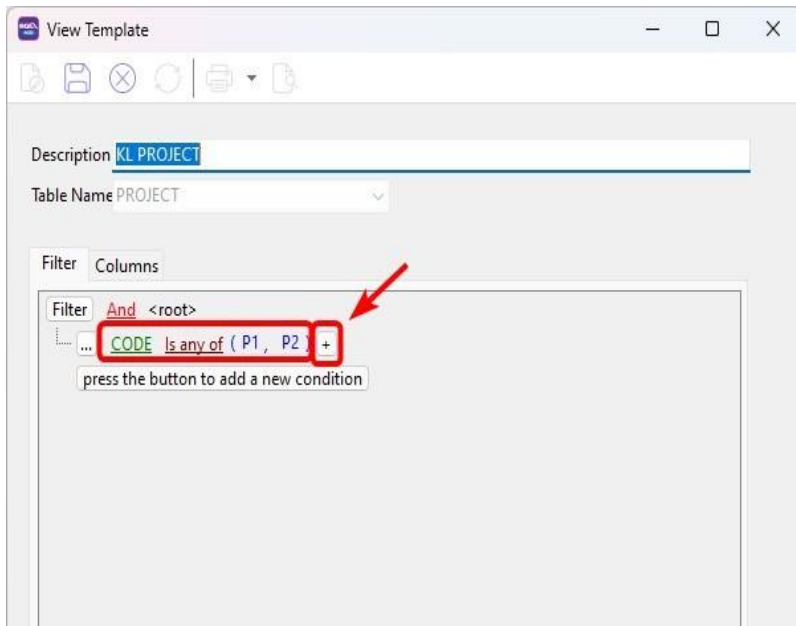 View Template
Description KL PROJECT
Table Name PROJECT
Filter Columns
Filter And <root>
... CODE Is any of ( P1 , P2 ) +
press the button to add a new condition